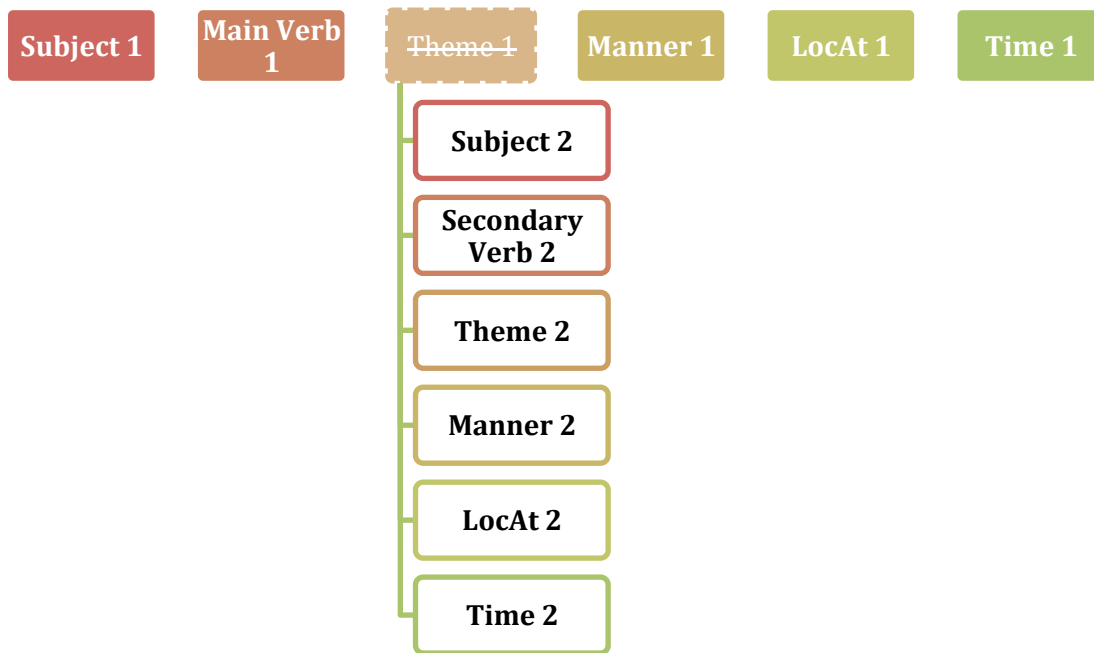 Subject 1
Main Verb
1
Theme 1
Manner 1
LocAt 1
Time 1
Subject 2
Secondary
Verb 2
Theme 2
Manner 2
LocAt 2
Time 2